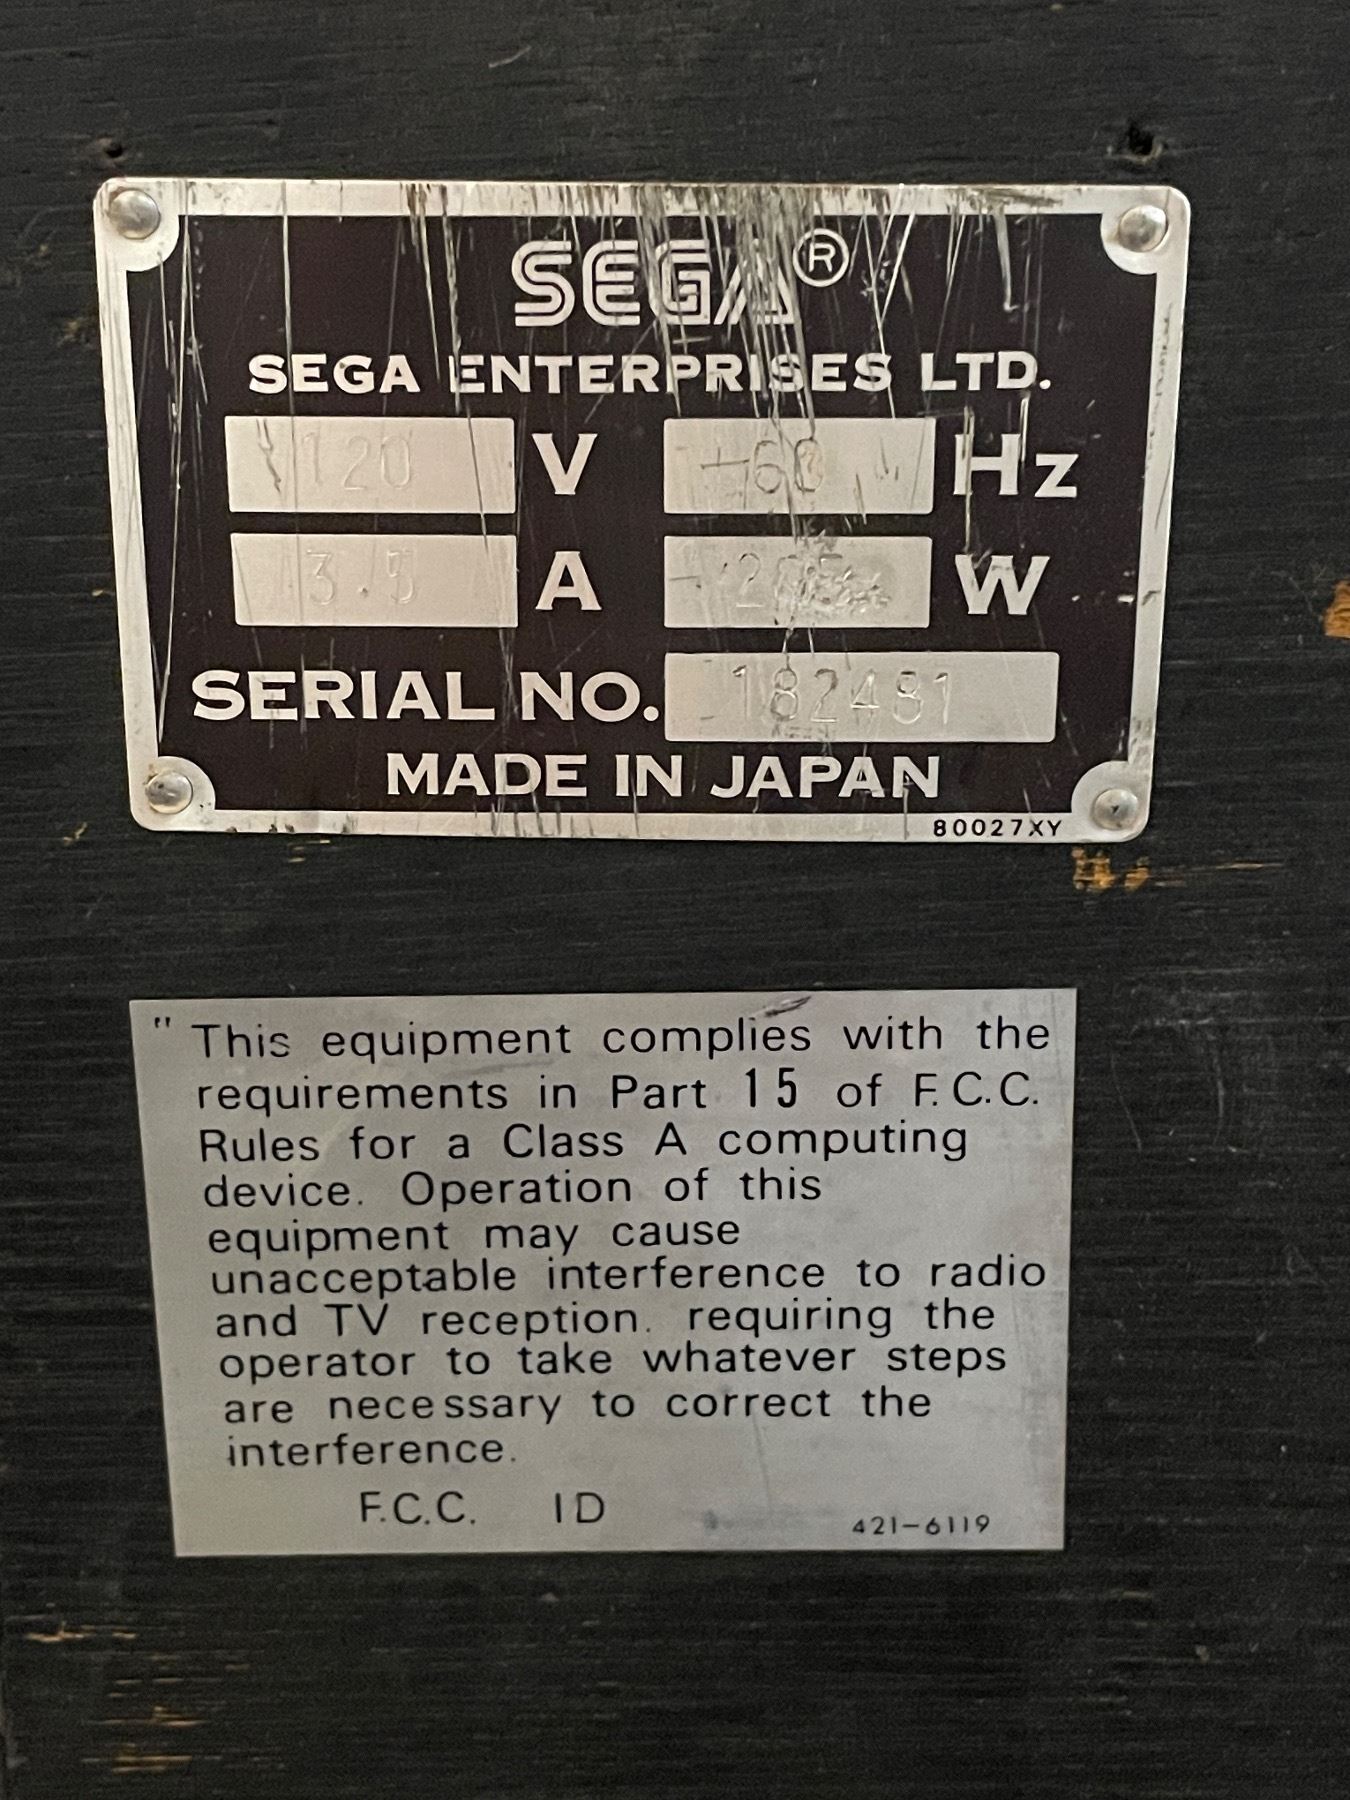 SEGA®
SEGA ENTERPRISES LTD.
120 V 60 Hz
3.5 A W
SERIAL NO. 182481
MADE IN JAPAN
80027XY
" This equipment complies with the
requirements in Part 15 of F.C.C.
Rules for a Class A computing
device. Operation of this
equipment may cause
unacceptable interference to radio
and TV reception. requiring the
operator to take whatever steps
are necessary to correct the
interference.
F.C.C. ID
421-6119